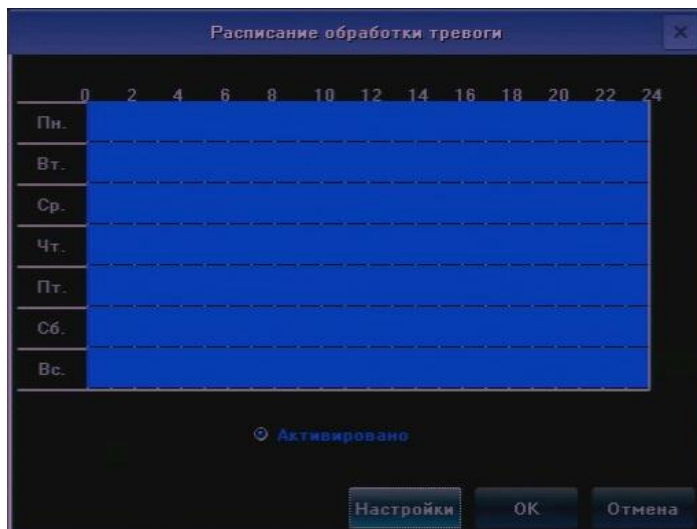 Расписание обработки тревоги
0 2 4 6 8 10 12 14 16 18 20 22 24
Пн.
Вт.
Ср.
Чт.
Пт.
Сб.
Вс.
Активировано
Настройки OK Отмена